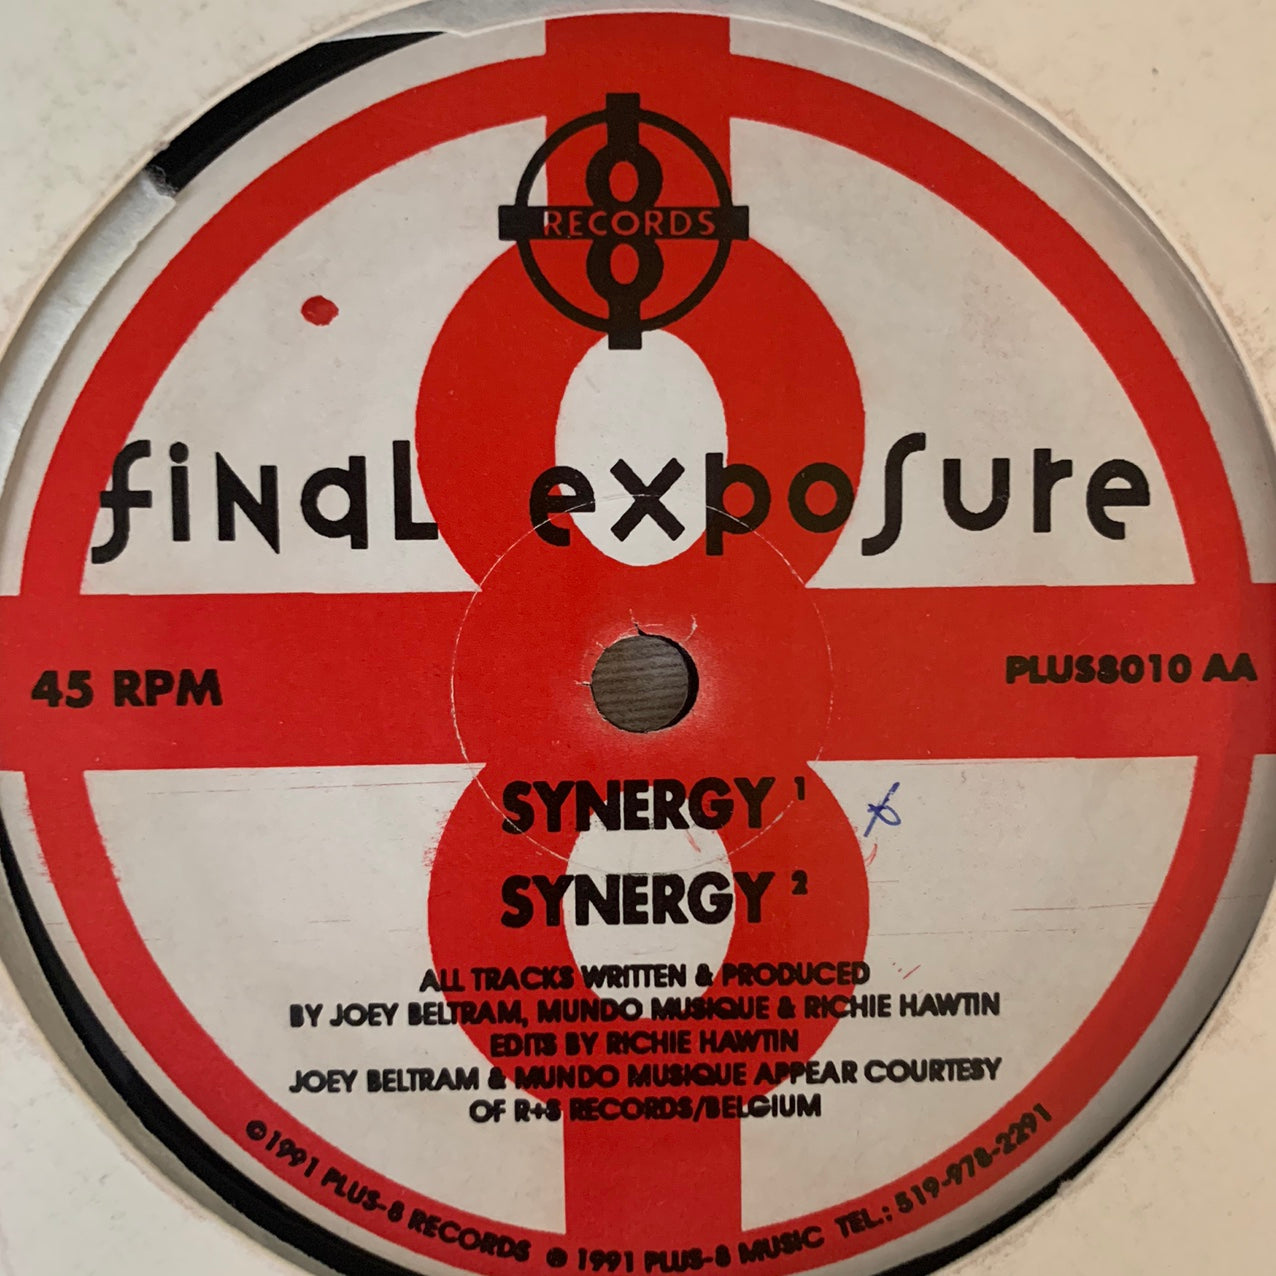 8
RECORDS
8
fiNaL exposure
45 RPM
PLUS8010 AA
SYNERGY 1
SYNERGY 2
ALL TRACKS WRITTEN & PRODUCED
BY JOEY BELTRAM, MUNDO MUSIQUE & RICHIE HAWTIN
EDITS BY RICHIE HAWTIN
JOEY BELTRAM & MUNDO MUSIQUE APPEAR COURTESY
OF R+S RECORDS/BELGIUM
©1991 PLUS-8 RECORDS ℗ 1991 PLUS-8 MUSIC TEL.: 519-978-2291